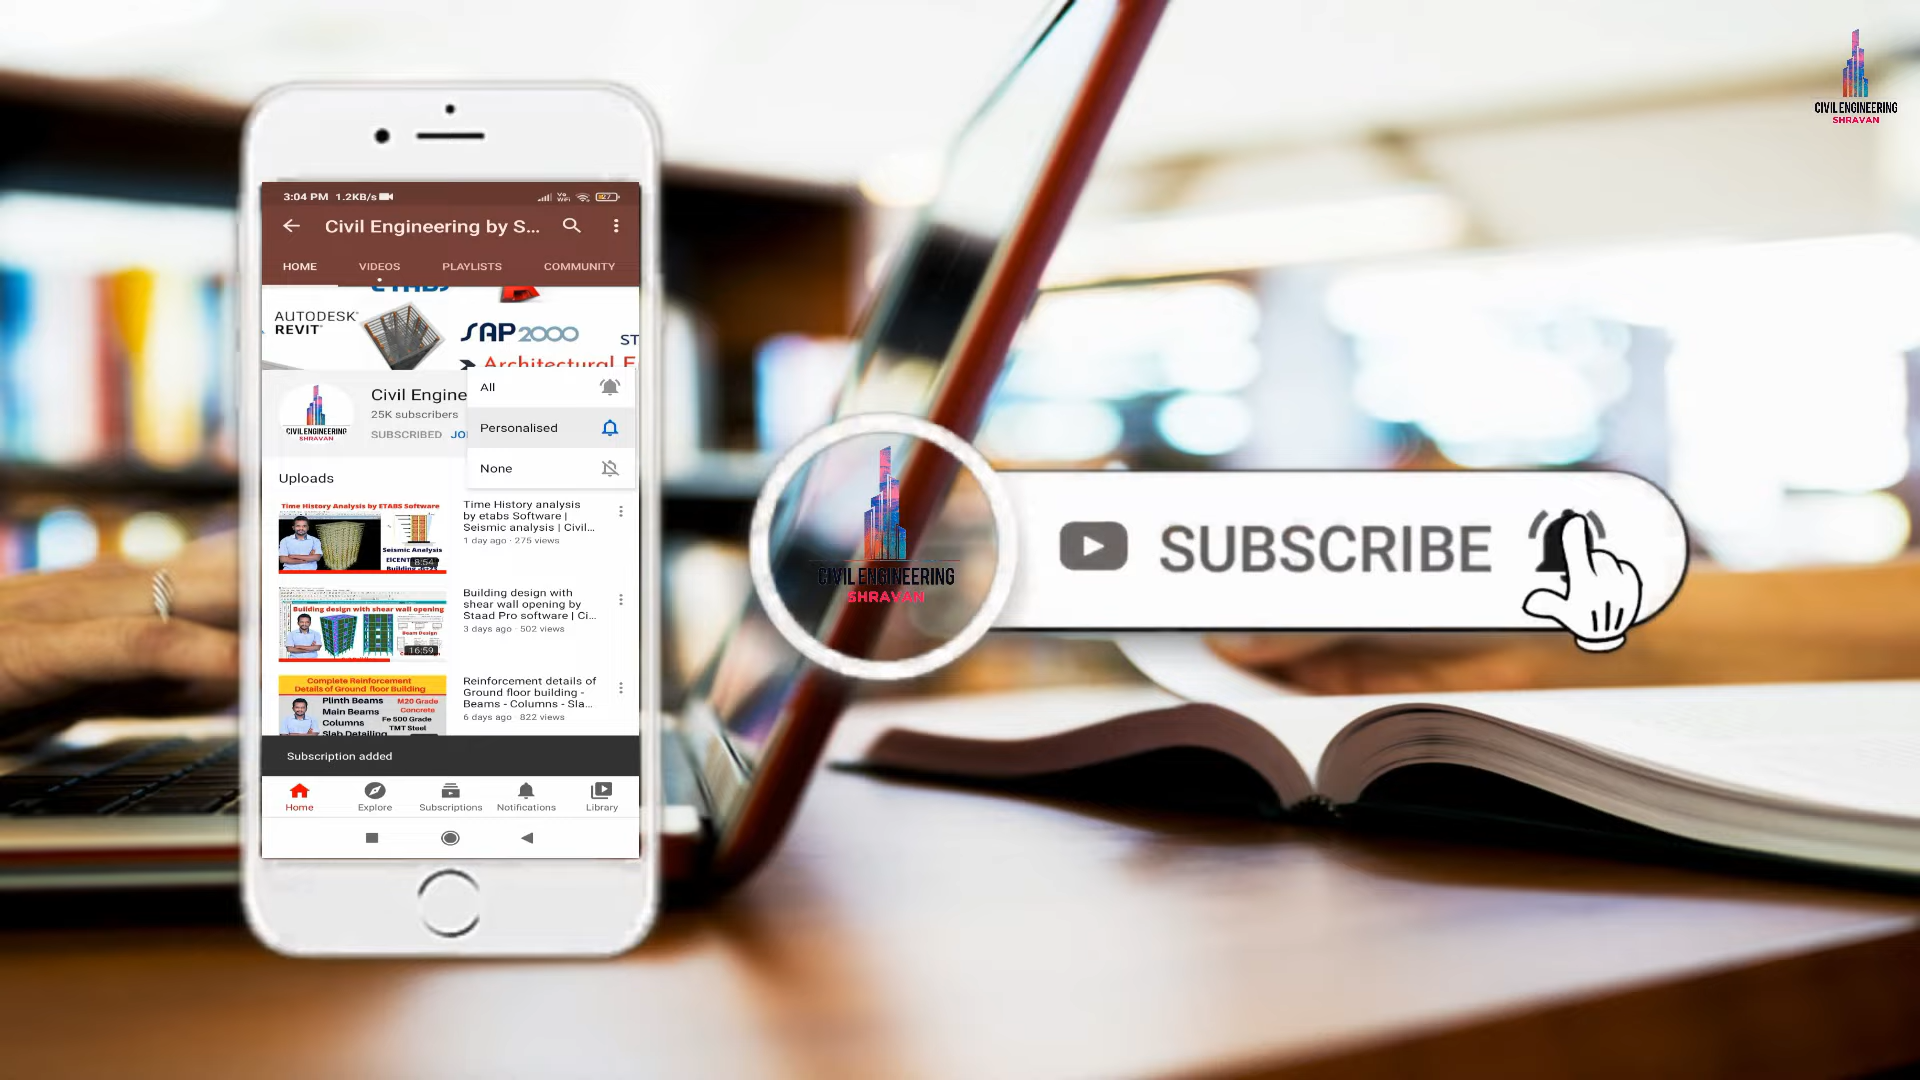 CIVIL ENGINEERING
SHRAVAN
3:04 PM 1.2KB/s
Civil Engineering by S...
HOME VIDEOS PLAYLISTS COMMUNITY
ETABS
AUTODESK
REVIT
SAP2000
ST
Architectural
All
Civil Engine
25K subscribers
SUBSCRIBED JO
Personalised
None
CIVIL ENGINEERING
SHRAVAN
Uploads
Time History Analysis by ETABS Software
Seismic Analysis
8:54
Time History analysis
by etabs Software |
Seismic analysis | Civil...
1 day ago · 275 views
Building design with shear wall opening
Beam Design
16:59
Building design with
shear wall opening by
Staad Pro software | Ci...
3 days ago · 502 views
Complete Reinforcement
Details of Ground floor Building
Plinth Beams
Main Beams
Columns
Slab Detailing
M20 Grade
Concrete
Fe 500 Grade
TMT Steel
Reinforcement details of
Ground floor building -
Beams - Columns - Sla...
6 days ago · 822 views
Subscription added
Home Explore Subscriptions Notifications Library
CIVIL ENGINEERING
SHRAVAN
SUBSCRIBE